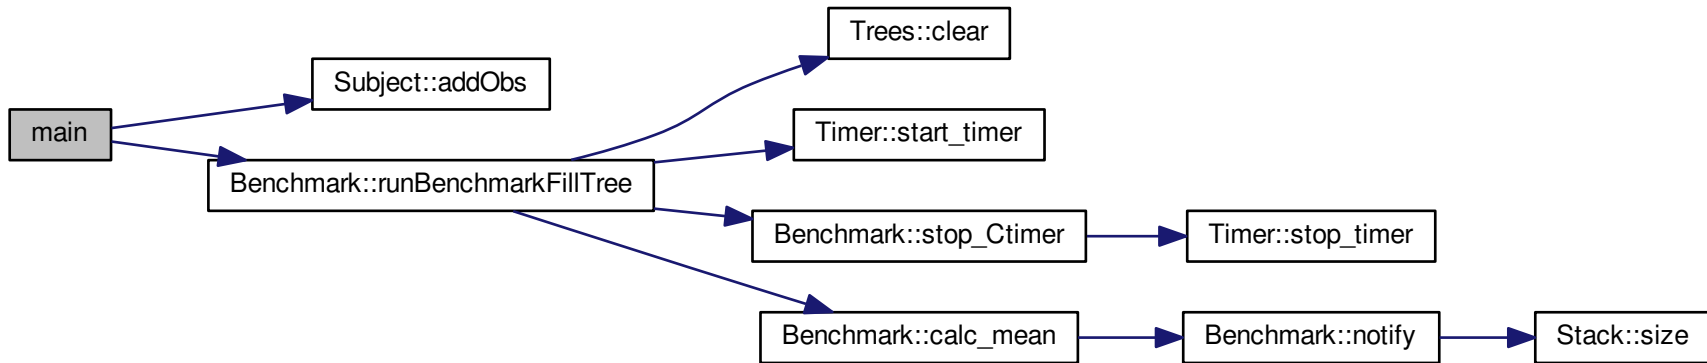 main
Subject::addObs
Benchmark::runBenchmarkFillTree
Trees::clear
Timer::start_timer
Benchmark::stop_Ctimer
Timer::stop_timer
Benchmark::calc_mean
Benchmark::notify
Stack::size